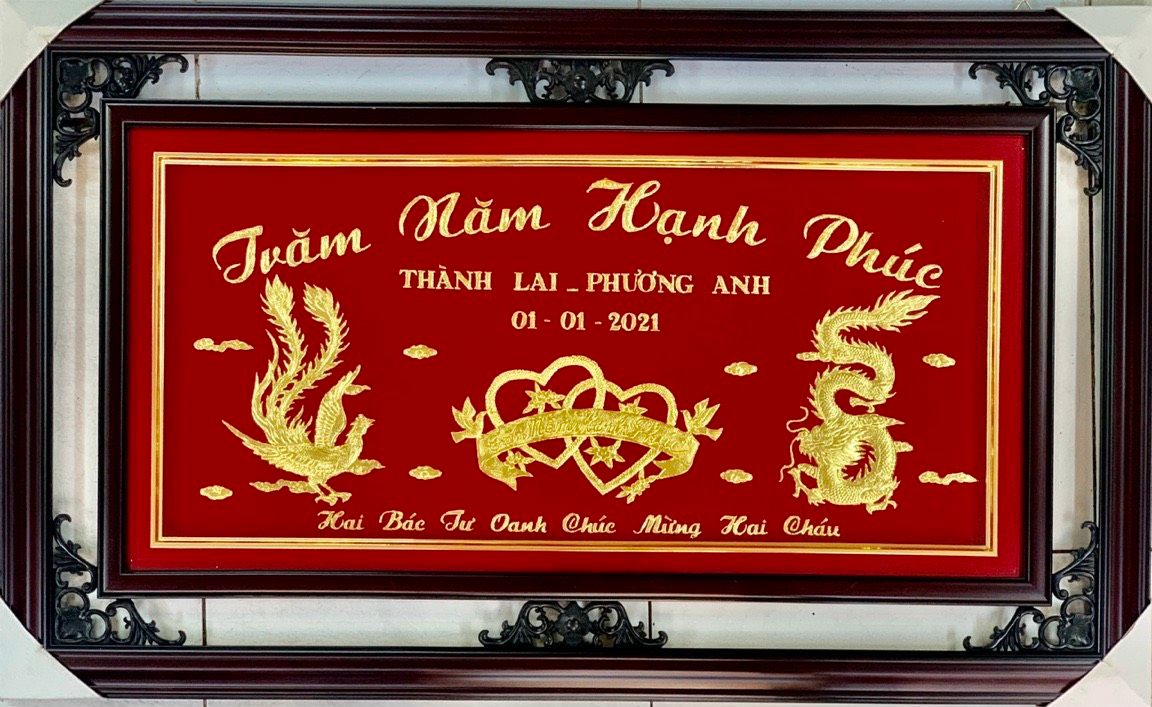 Trăm Năm Hạnh Phúc
THÀNH LAI - PHƯƠNG ANH
01 - 01 - 2021
Hai Bác Tư Oanh Chúc Mừng Hai Cháu